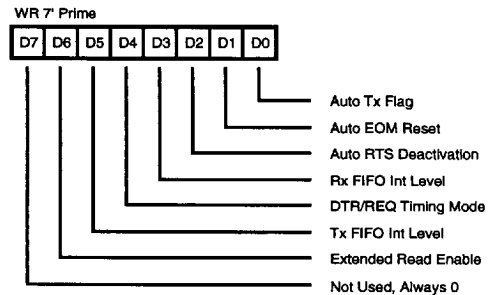 WR 7' Prime
D7 D6 D5 D4 D3 D2 D1 D0
Auto Tx Flag
Auto EOM Reset
Auto RTS Deactivation
Rx FIFO Int Level
DTR/REQ Timing Mode
Tx FIFO Int Level
Extended Read Enable
Not Used, Always 0